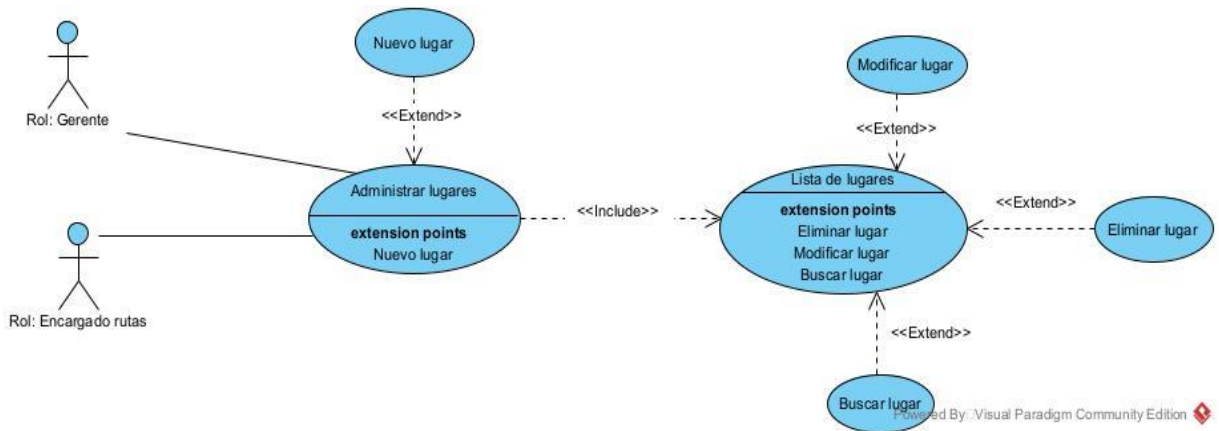 Nuevo lugar
Modificar lugar
Rol: Gerente
<<Extend>>
<<Extend>>
Administrar lugares
extension points
Nuevo lugar
<<Include>>
Lista de lugares
extension points
Eliminar lugar
Modificar lugar
Buscar lugar
<<Extend>>
Eliminar lugar
Rol: Encargado rutas
<<Extend>>
Buscar lugar
Powered By Visual Paradigm Community Edition